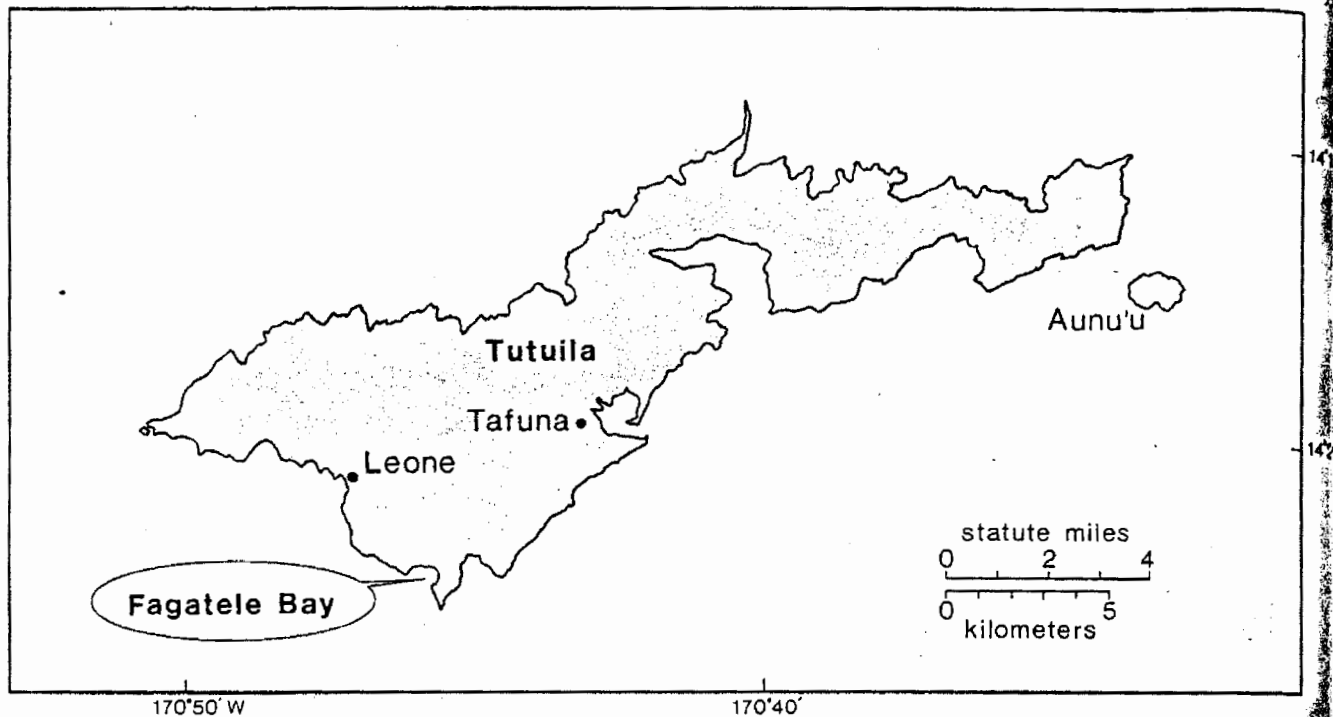 Aunu'u
Tutuila
Tafuna
Leone
Fagatele Bay
statute miles
0 2 4
0 5
kilometers
170°50' W
170°40'